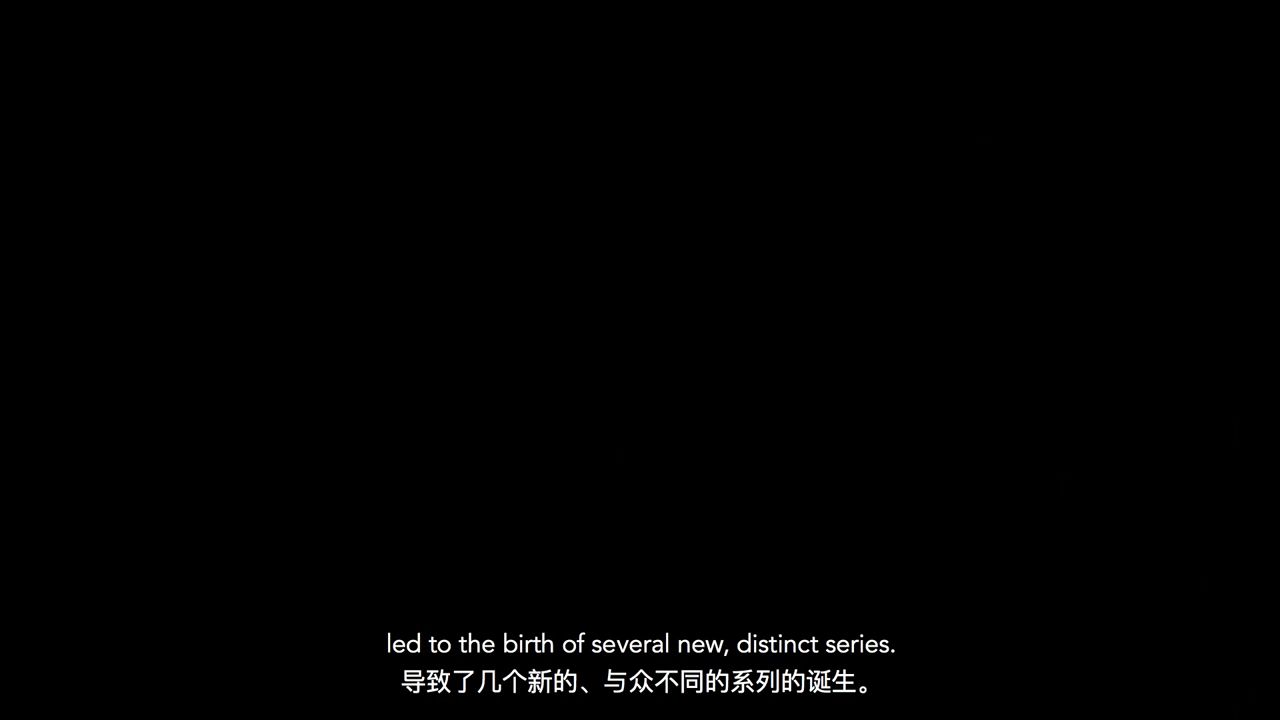 led to the birth of several new, distinct series.
导致了几个新的、与众不同的系列的诞生。